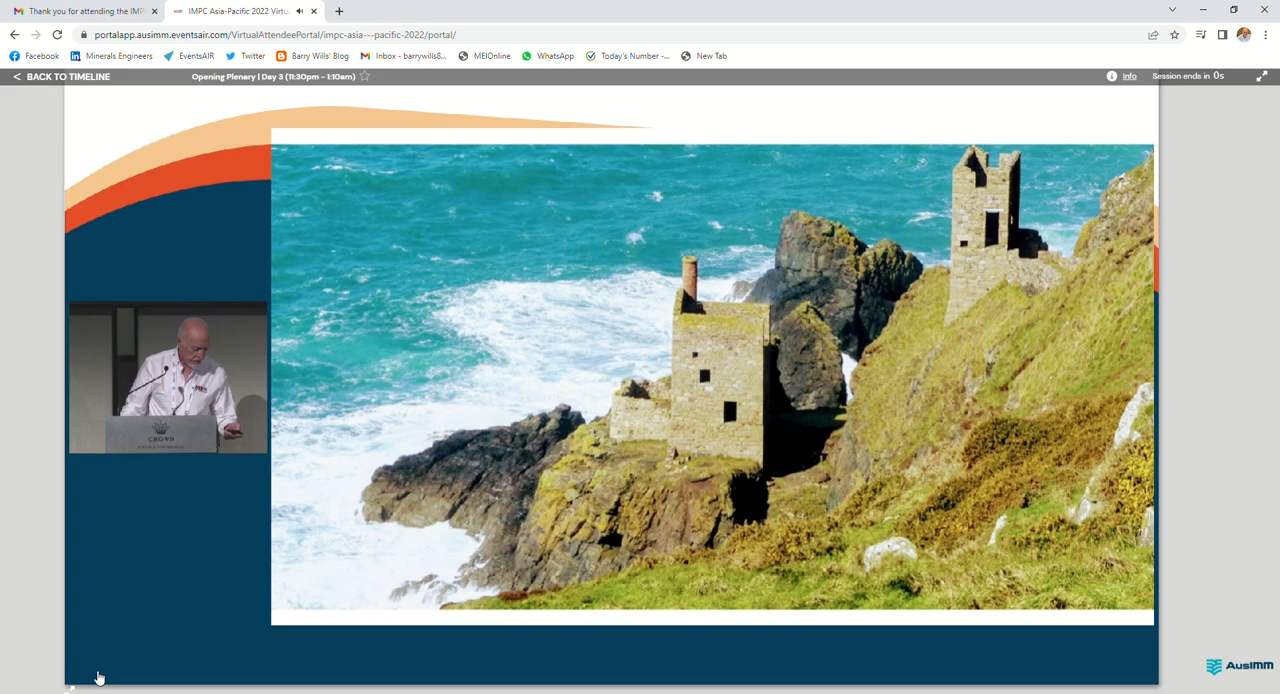 Thank you for attending the IMPC
IMPC Asia-Pacific 2022 Virtu
portalapp.ausimm.eventsair.com/VirtualAttendeePortal/impc-asia---pacific-2022/portal/
Facebook Minerals Engineers EventsAIR Twitter Barry Wills' Blog Inbox - barrywills8... MEIOnline WhatsApp Today's Number -... New Tab
< BACK TO TIMELINE Opening Plenary | Day 3 (11:30pm - 1:10am) i Info Session ends in 0s
CROWN
AusIMM